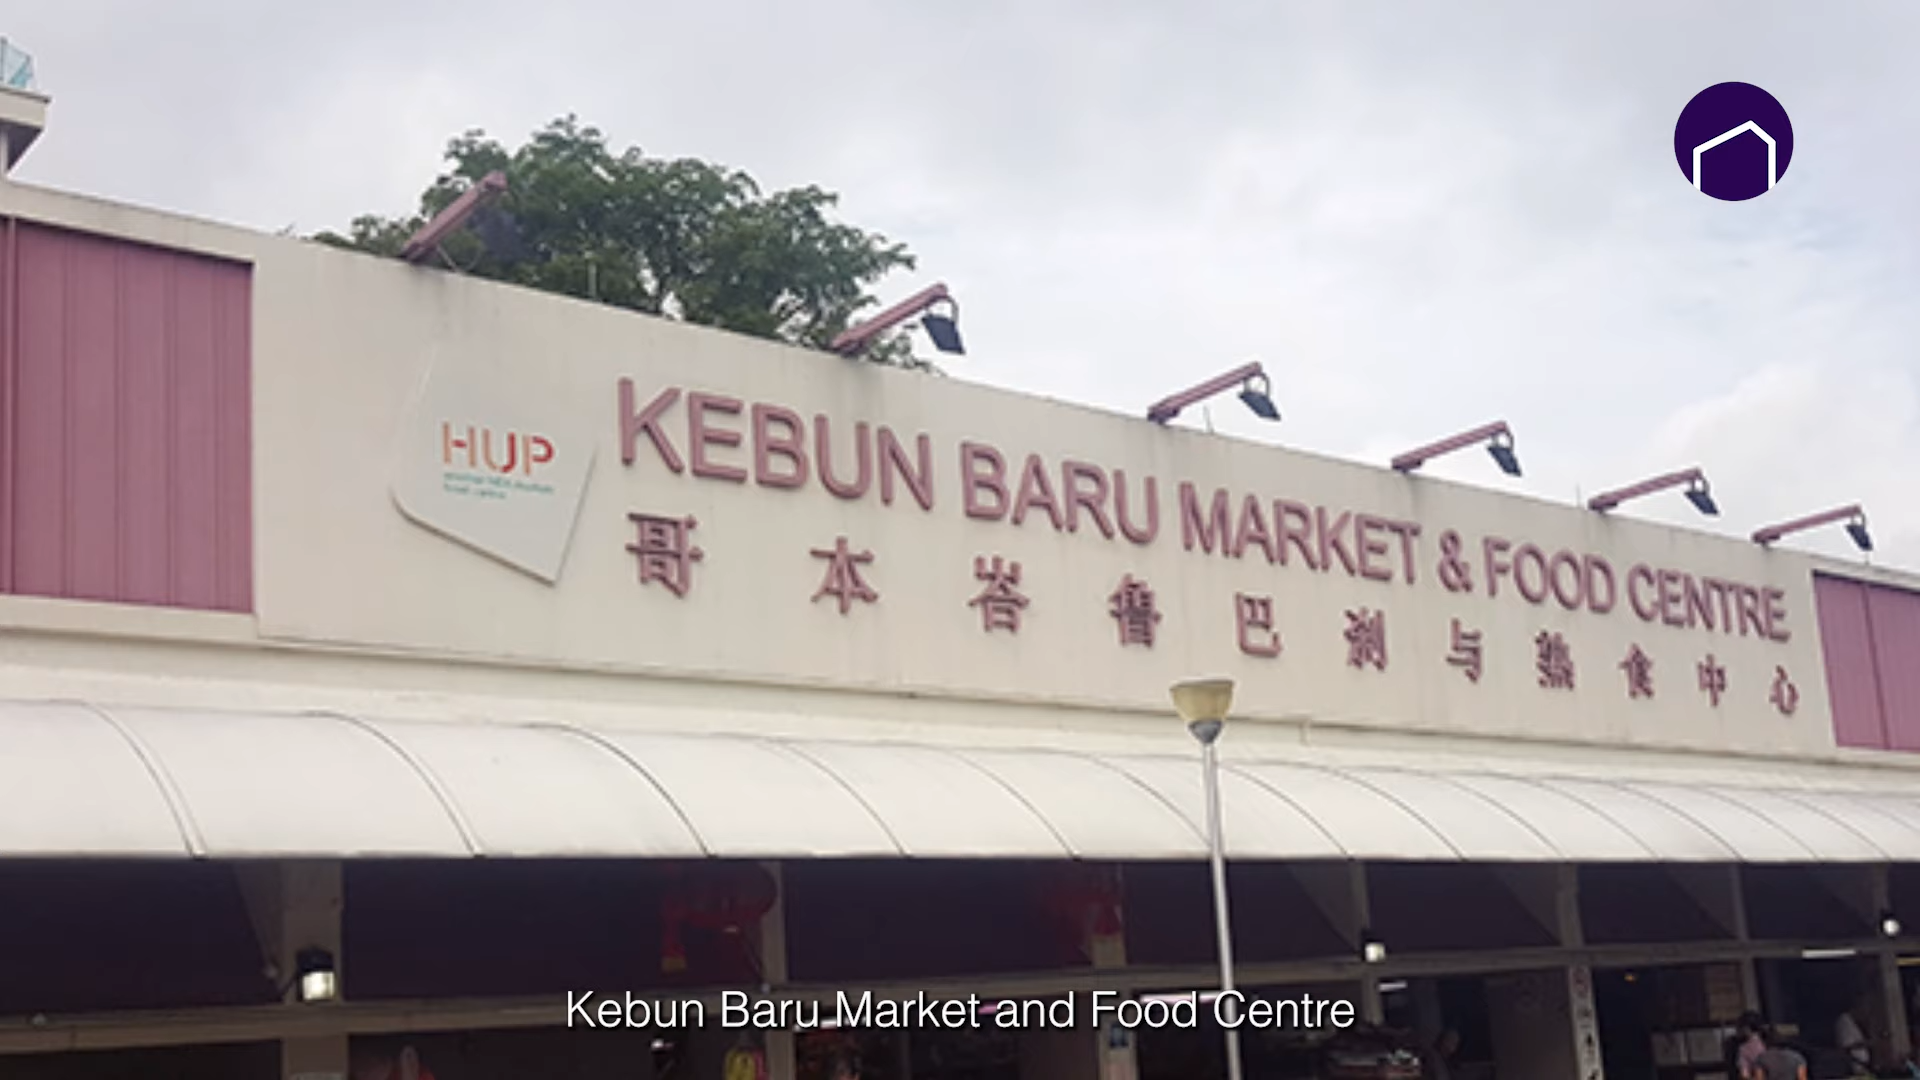 HUP
KEBUN BARU MARKET & FOOD CENTRE
哥本峇鲁巴刹与熟食中心
Kebun Baru Market and Food Centre